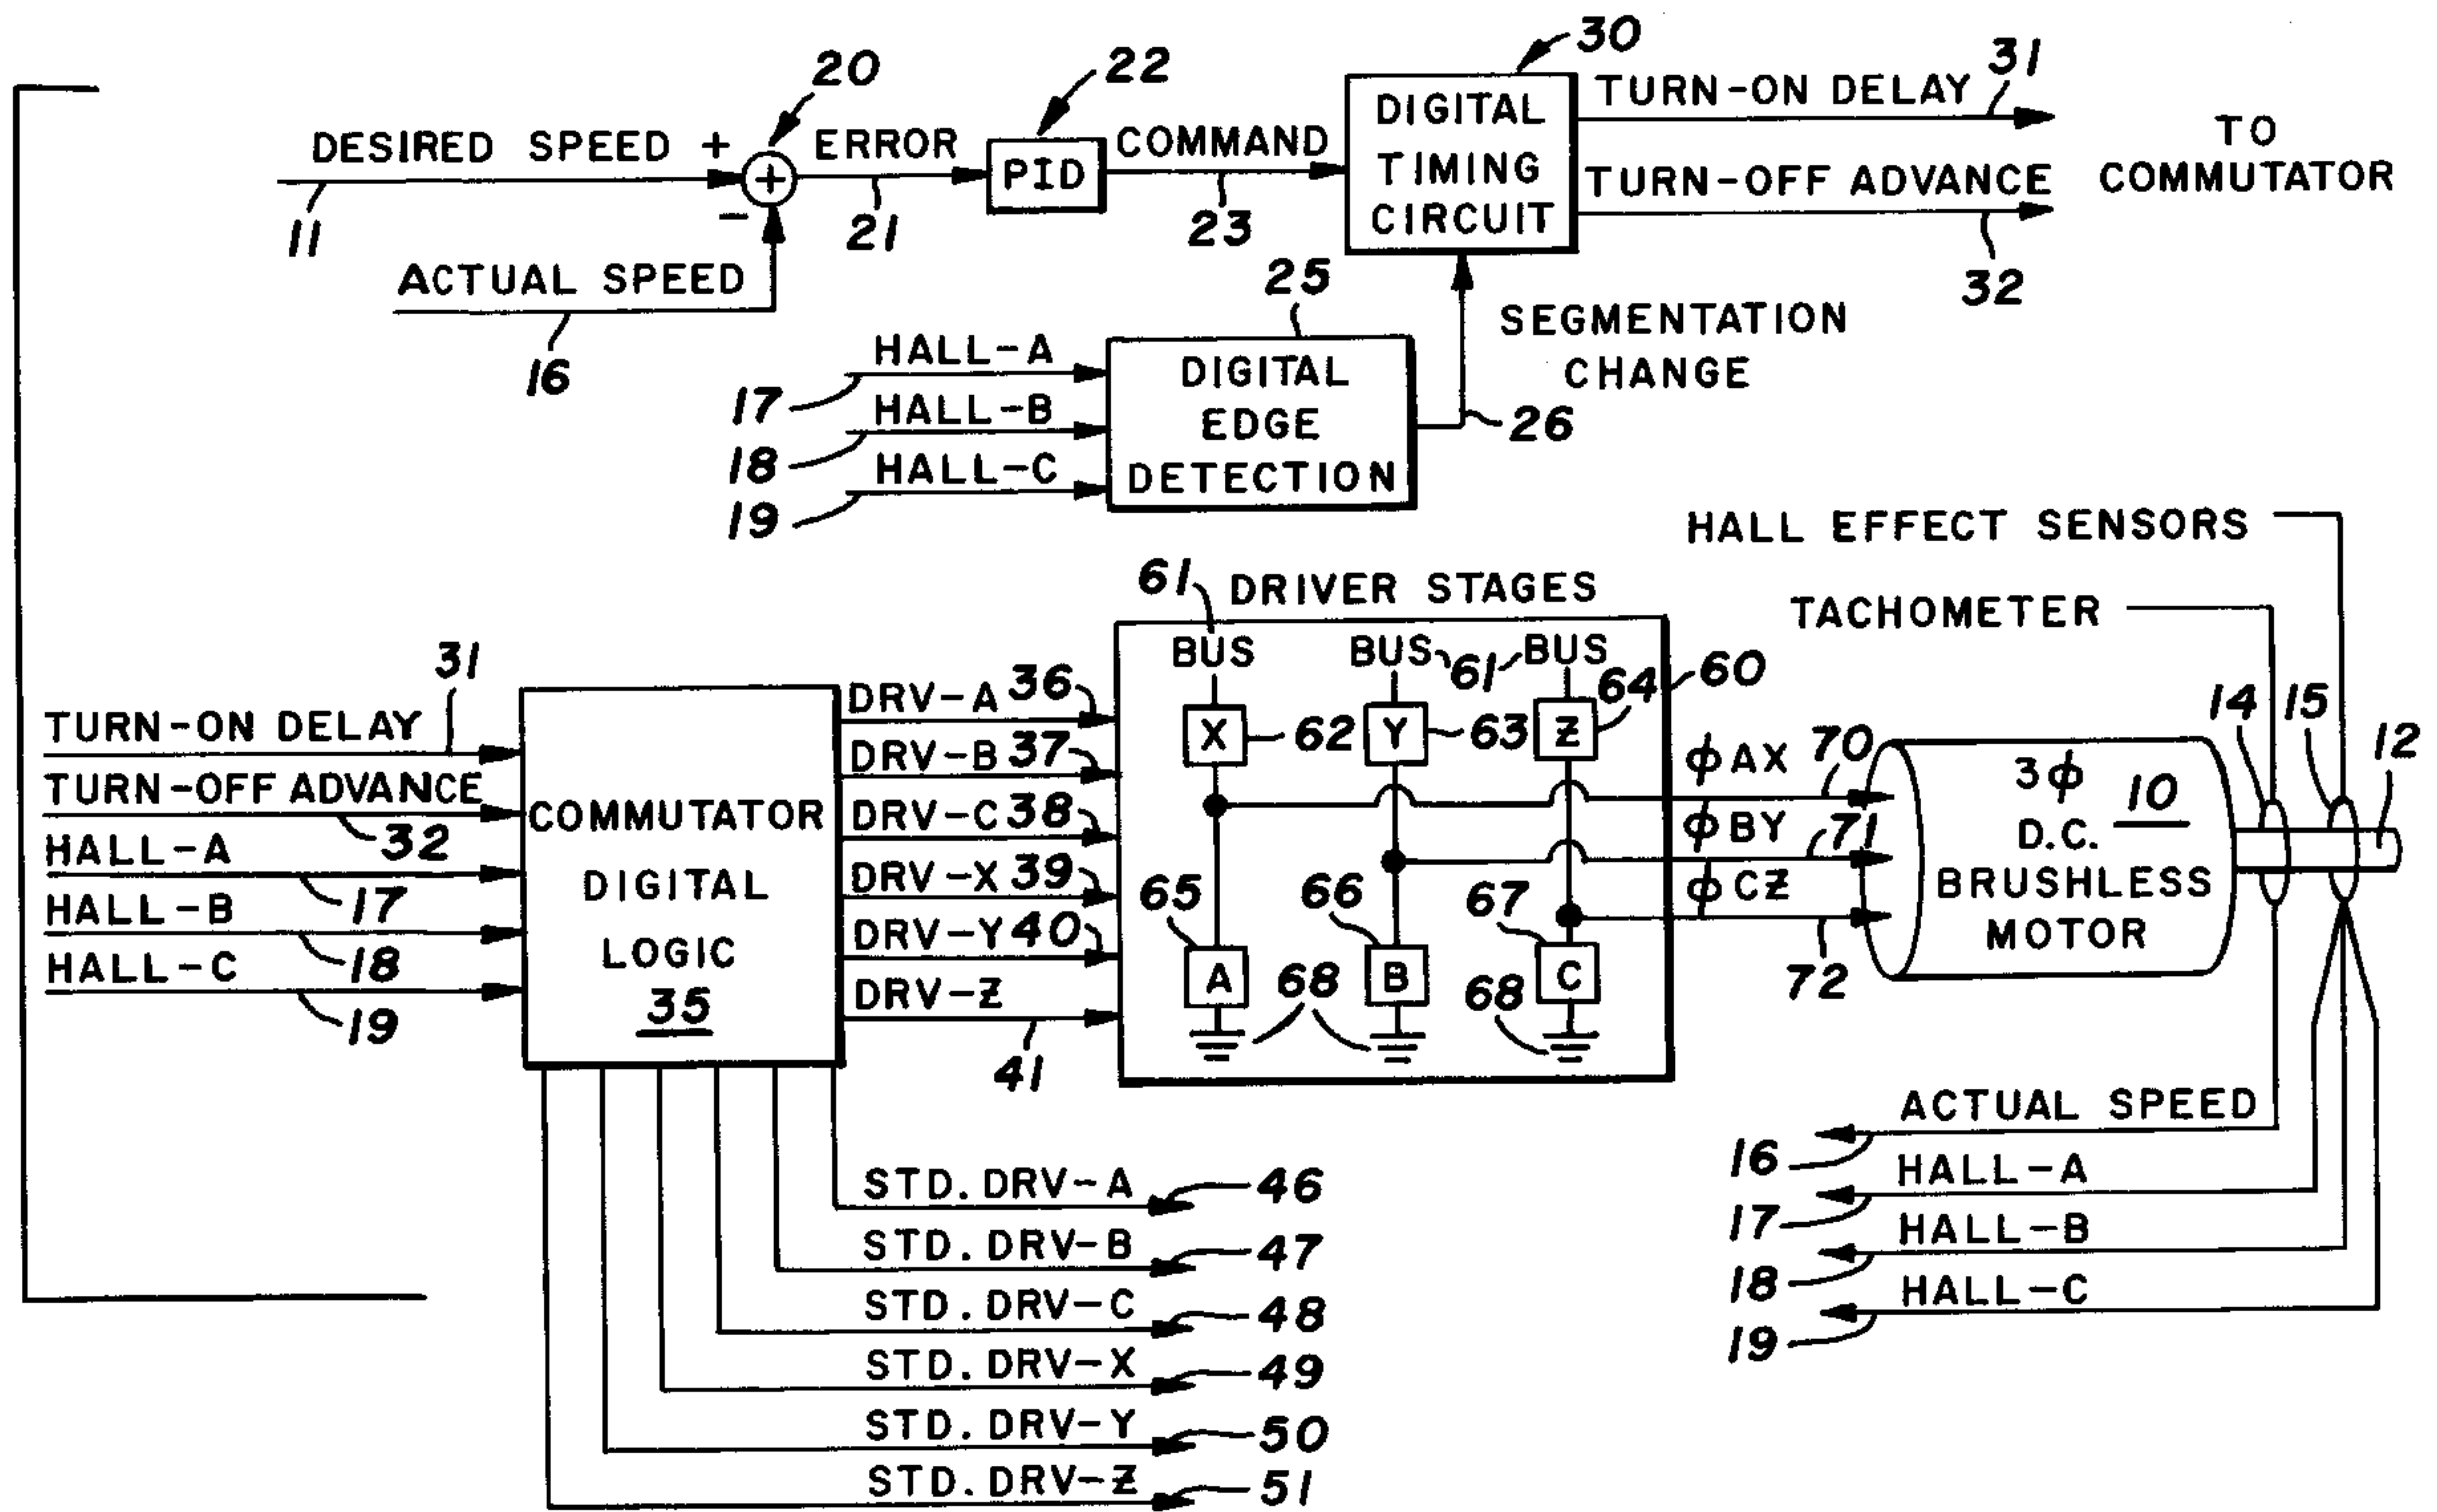 20
22
30
DESIRED SPEED +
+
−
11
ERROR
21
PID
COMMAND
23
DIGITAL
TIMING
CIRCUIT
TURN-ON DELAY
31
TURN-OFF ADVANCE
32
TO
COMMUTATOR
ACTUAL SPEED
16
25
HALL-A
17
HALL-B
18
HALL-C
19
DIGITAL
EDGE
DETECTION
SEGMENTATION
CHANGE
26
HALL EFFECT SENSORS
TACHOMETER
TURN-ON DELAY
31
TURN-OFF ADVANCE
32
HALL-A
17
HALL-B
18
HALL-C
19
COMMUTATOR
DIGITAL
LOGIC
35
DRV-A 36
DRV-B 37
DRV-C 38
DRV-X 39
DRV-Y 40
DRV-Z
41
61
DRIVER STAGES
BUS
BUS 61 BUS
60
X 62
Y 63
Z 64
65
66
67
A
B
C
68
68
ϕAX 70
ϕBY 71
ϕCZ
72
3ϕ
10
D.C.
BRUSHLESS
MOTOR
14
15
12
ACTUAL SPEED
16
HALL-A
17
HALL-B
18
HALL-C
19
STD. DRV-A 46
STD. DRV-B 47
STD. DRV-C 48
STD. DRV-X 49
STD. DRV-Y 50
STD. DRV-Z 51